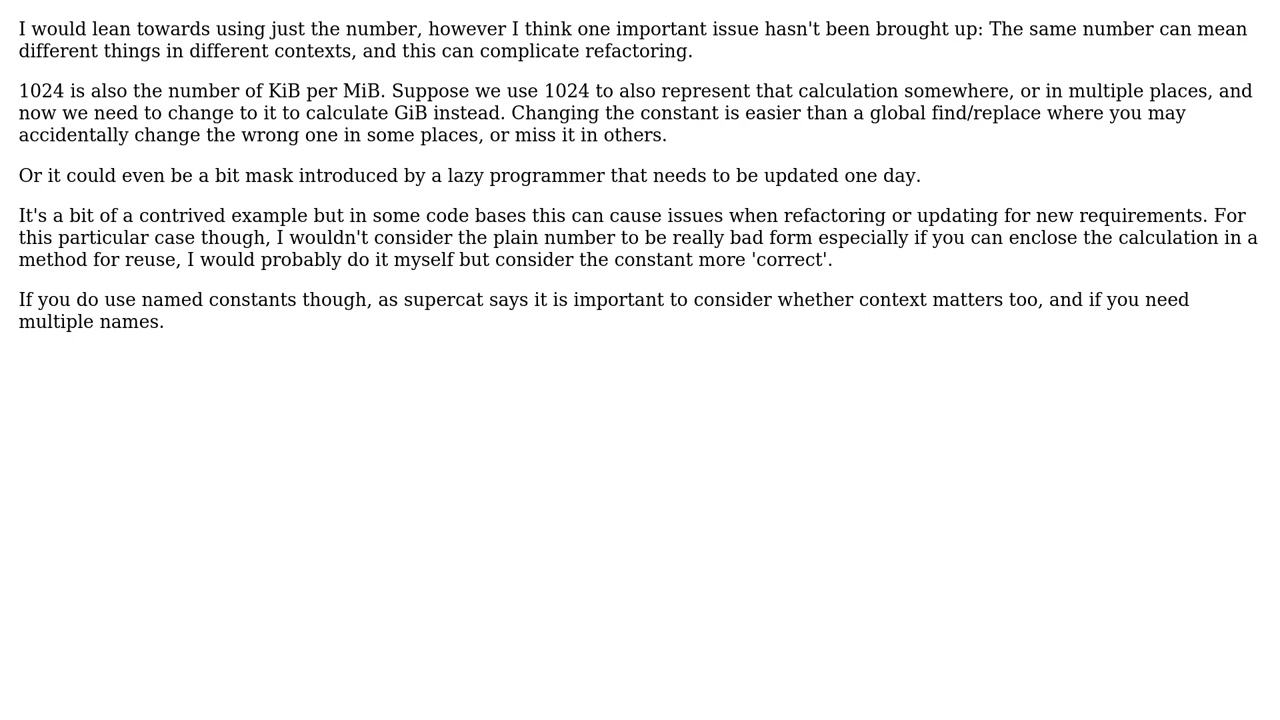 I would lean towards using just the number, however I think one important issue hasn't been brought up: The same number can mean
different things in different contexts, and this can complicate refactoring.
1024 is also the number of KiB per MiB. Suppose we use 1024 to also represent that calculation somewhere, or in multiple places, and
now we need to change to it to calculate GiB instead. Changing the constant is easier than a global find/replace where you may
accidentally change the wrong one in some places, or miss it in others.
Or it could even be a bit mask introduced by a lazy programmer that needs to be updated one day.
It's a bit of a contrived example but in some code bases this can cause issues when refactoring or updating for new requirements. For
this particular case though, I wouldn't consider the plain number to be really bad form especially if you can enclose the calculation in a
method for reuse, I would probably do it myself but consider the constant more 'correct'.
If you do use named constants though, as supercat says it is important to consider whether context matters too, and if you need
multiple names.